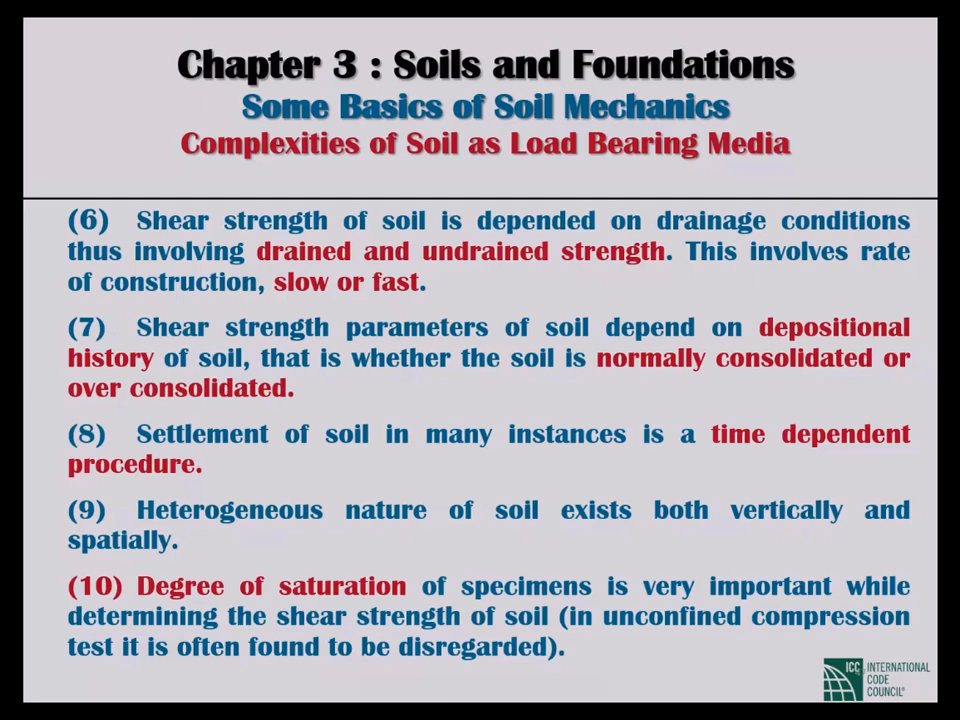 Chapter 3 : Soils and Foundations
Some Basics of Soil Mechanics
Complexities of Soil as Load Bearing Media
(6) Shear strength of soil is depended on drainage conditions
thus involving drained and undrained strength. This involves rate
of construction, slow or fast.
(7) Shear strength parameters of soil depend on depositional
history of soil, that is whether the soil is normally consolidated or
over consolidated.
(8) Settlement of soil in many instances is a time dependent
procedure.
(9) Heterogeneous nature of soil exists both vertically and
spatially.
(10) Degree of saturation of specimens is very important while
determining the shear strength of soil (in unconfined compression
test it is often found to be disregarded).
ICC INTERNATIONAL
CODE
COUNCIL®